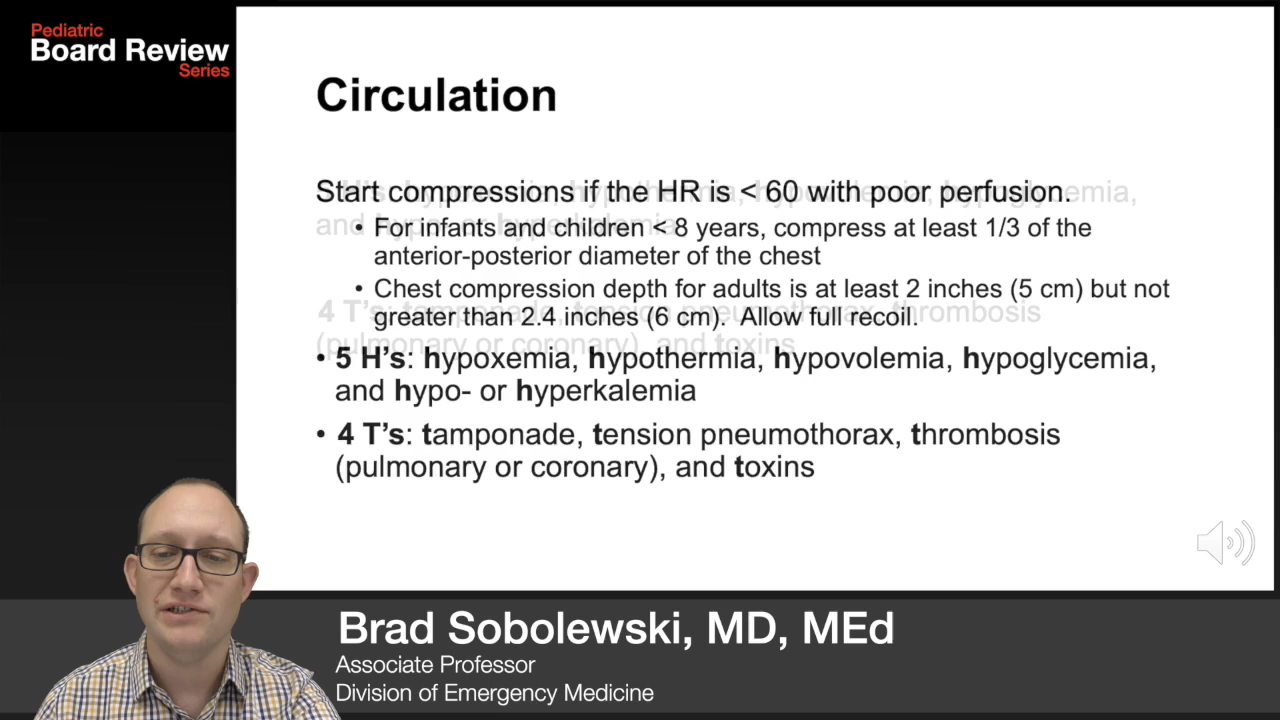 Pediatric
Board Review
Series
Circulation
Start compressions if the HR is < 60 with poor perfusion.
• For infants and children < 8 years, compress at least 1/3 of the
anterior-posterior diameter of the chest
• Chest compression depth for adults is at least 2 inches (5 cm) but not
greater than 2.4 inches (6 cm). Allow full recoil.
• 5 H's: hypoxemia, hypothermia, hypovolemia, hypoglycemia,
and hypo- or hyperkalemia
• 4 T's: tamponade, tension pneumothorax, thrombosis
(pulmonary or coronary), and toxins
Brad Sobolewski, MD, MEd
Associate Professor
Division of Emergency Medicine